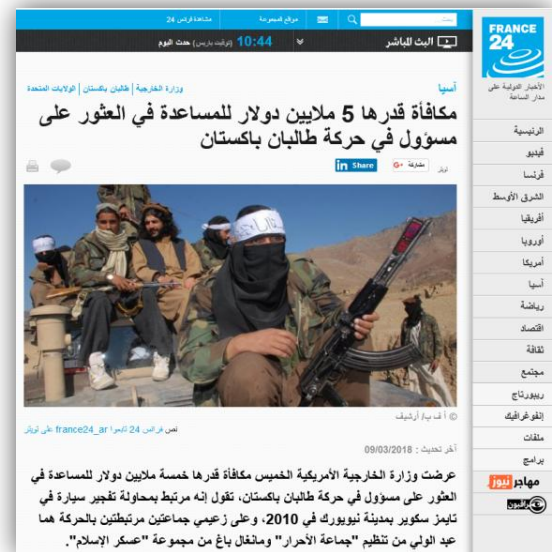 بحث...
موقع المجموعة
مشاهدة فرانس 24
البث المباشر
10:44 (توقيت باريس) حدث اليوم
FRANCE
24
الأخبار الدولية على
مدار الساعة
الرئيسية
فيديو
فرنسا
الشرق الأوسط
أفريقيا
أوروبا
أمريكا
آسيا
رياضة
اقتصاد
ثقافة
مجتمع
ريبورتاج
إنفوغرافيك
ملفات
برامج
مهاجر نيوز
مراقبون
آسيا
وزارة الخارجية | طالبان باكستان | الولايات المتحدة
مكافأة قدرها 5 ملايين دولار للمساعدة في العثور على
مسؤول في حركة طالبان باكستان
تويتر
مشاركة G+
in Share
© أ ف ب/ أرشيف
نص فرانس 24 تابعوا france24_ar على تويتر
آخر تحديث : 09/03/2018
عرضت وزارة الخارجية الأمريكية الخميس مكافأة قدرها خمسة ملايين دولار للمساعدة في
العثور على مسؤول في حركة طالبان باكستان، تقول إنه مرتبط بمحاولة تفجير سيارة في
تايمز سكوير بمدينة نيويورك في 2010، وعلى زعيمي جماعتين مرتبطتين بالحركة هما
عبد الولي من تنظيم "جماعة الأحرار" ومانغال باغ من مجموعة "عسكر الإسلام".